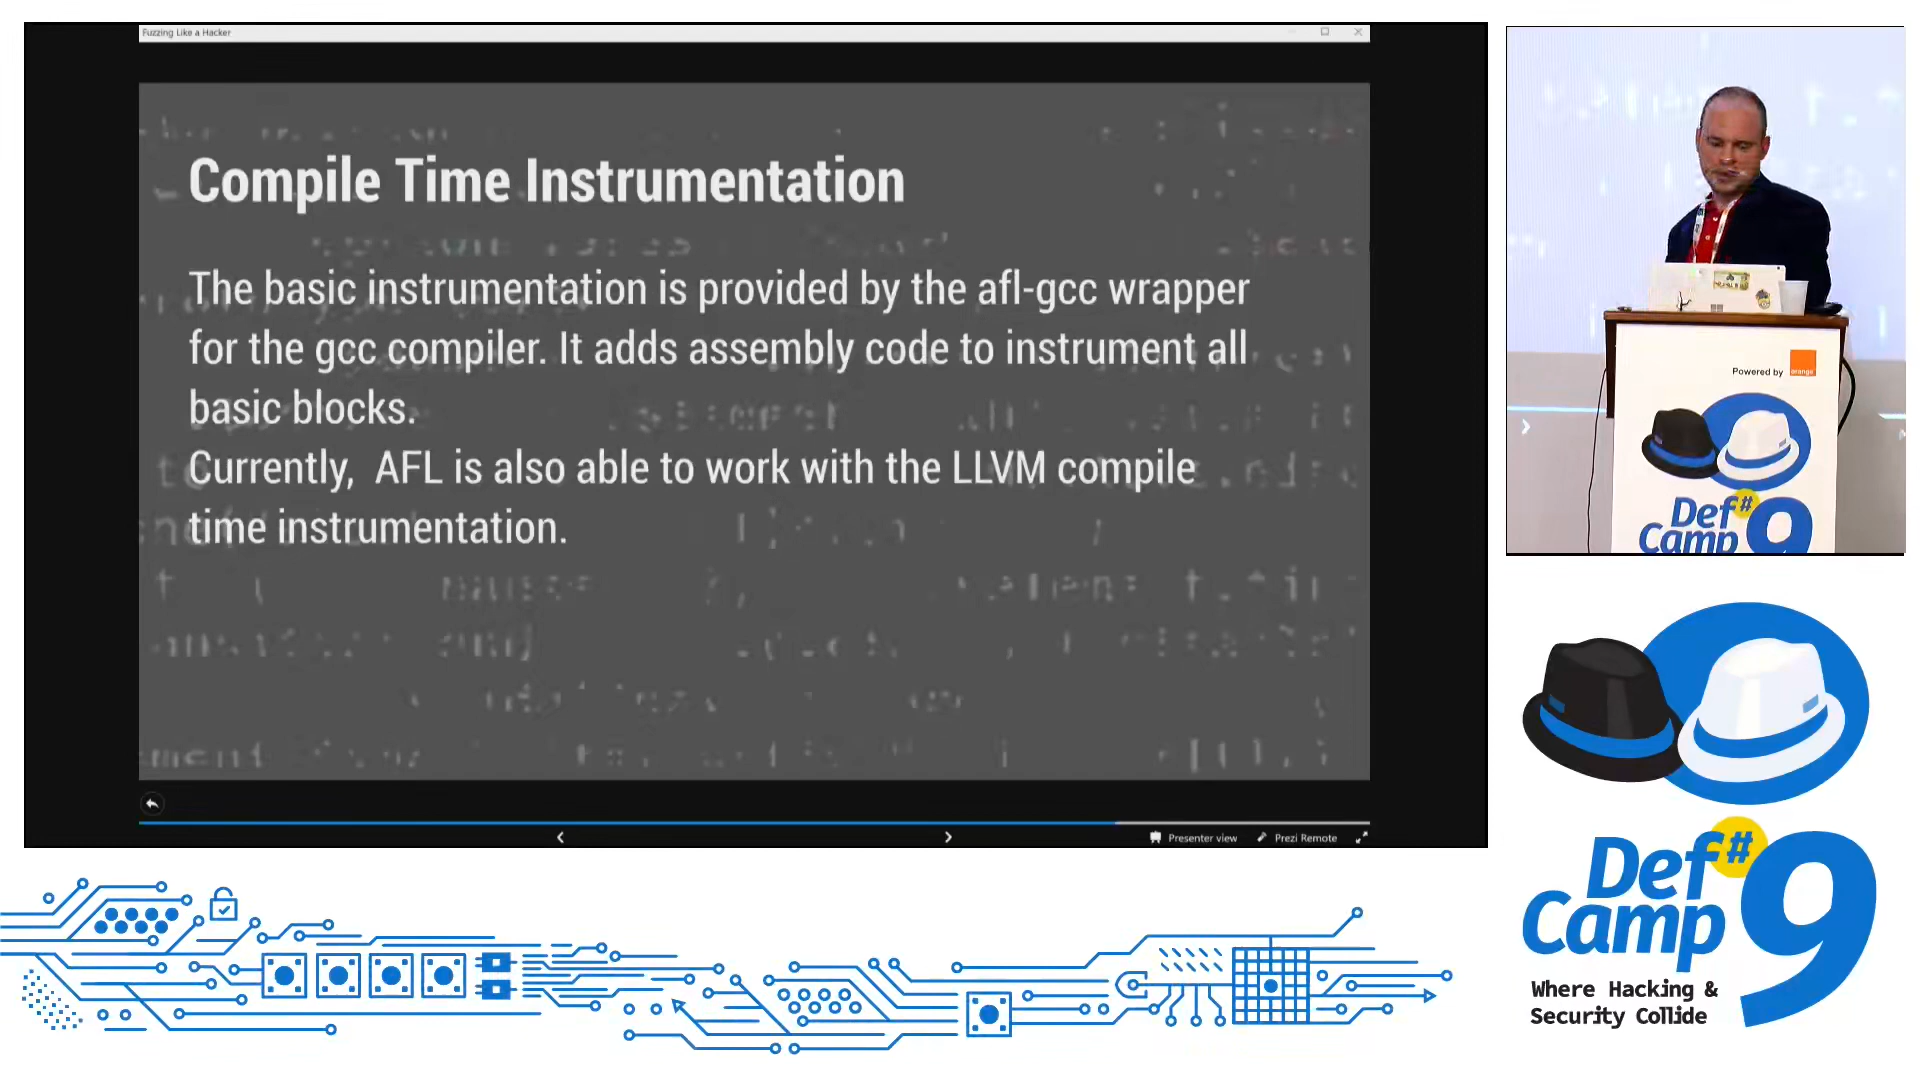 Fuzzing Like a Hacker
Compile Time Instrumentation
The basic instrumentation is provided by the afl-gcc wrapper
for the gcc compiler. It adds assembly code to instrument all
basic blocks.
Currently,  AFL is also able to work with the LLVM compile
time instrumentation.
Presenter view
Prezi Remote
Powered by
orange
Def#
Camp 9
Def#
Camp 9
Where Hacking &
Security Collide